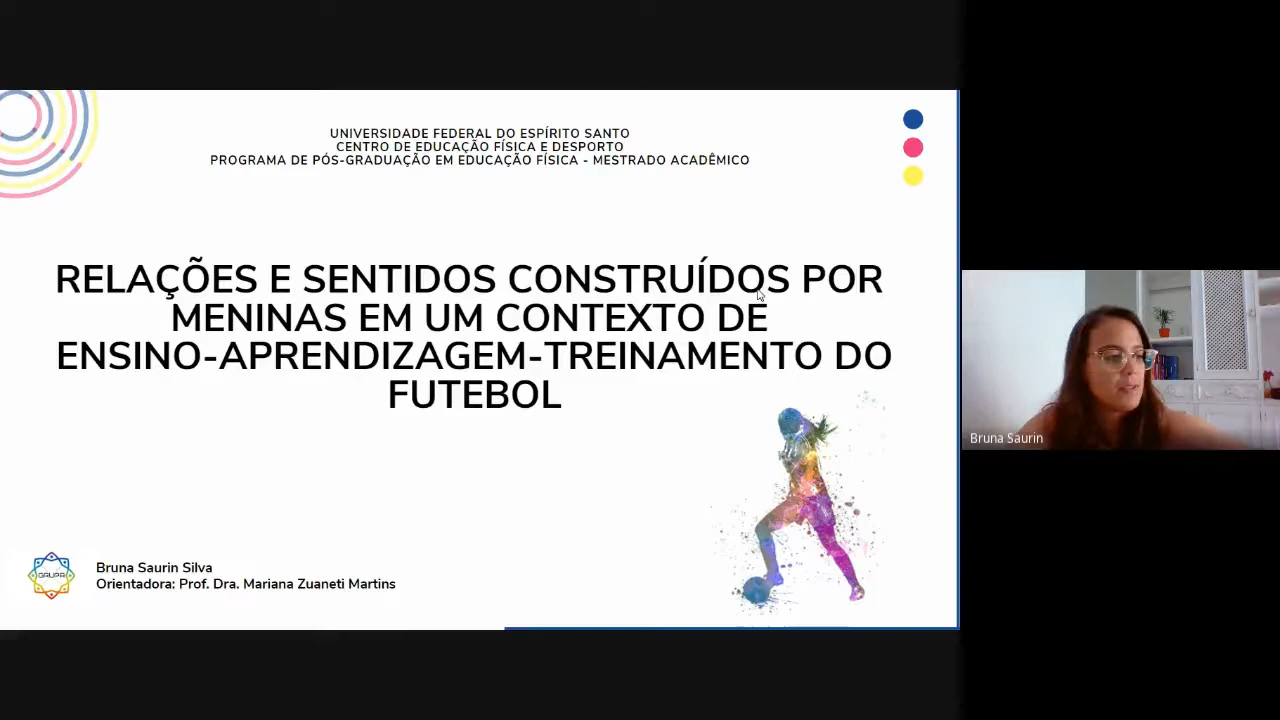 UNIVERSIDADE FEDERAL DO ESPÍRITO SANTO
CENTRO DE EDUCAÇÃO FÍSICA E DESPORTO
PROGRAMA DE PÓS-GRADUAÇÃO EM EDUCAÇÃO FÍSICA - MESTRADO ACADÊMICO
RELAÇÕES E SENTIDOS CONSTRUÍDOS POR
MENINAS EM UM CONTEXTO DE
ENSINO-APRENDIZAGEM-TREINAMENTO DO
FUTEBOL
GRUPA
Bruna Saurin Silva
Orientadora: Prof. Dra. Mariana Zuaneti Martins
Bruna Saurin